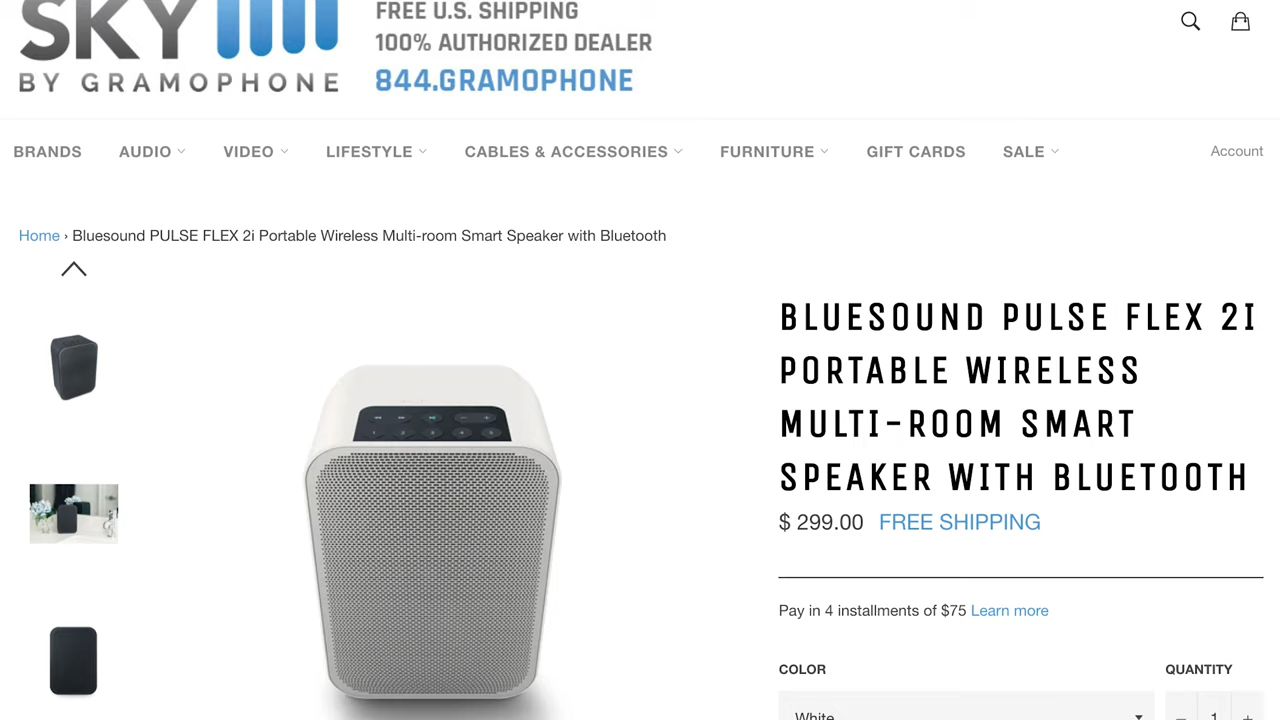 SKY
BY GRAMOPHONE
FREE U.S. SHIPPING
100% AUTHORIZED DEALER
844.GRAMOPHONE
BRANDS AUDIO VIDEO LIFESTYLE CABLES & ACCESSORIES FURNITURE GIFT CARDS SALE Account
Home › Bluesound PULSE FLEX 2i Portable Wireless Multi-room Smart Speaker with Bluetooth
BLUESOUND PULSE FLEX 2I
PORTABLE WIRELESS
MULTI-ROOM SMART
SPEAKER WITH BLUETOOTH
$ 299.00 FREE SHIPPING
Pay in 4 installments of $75 Learn more
COLOR QUANTITY
White − 1 +